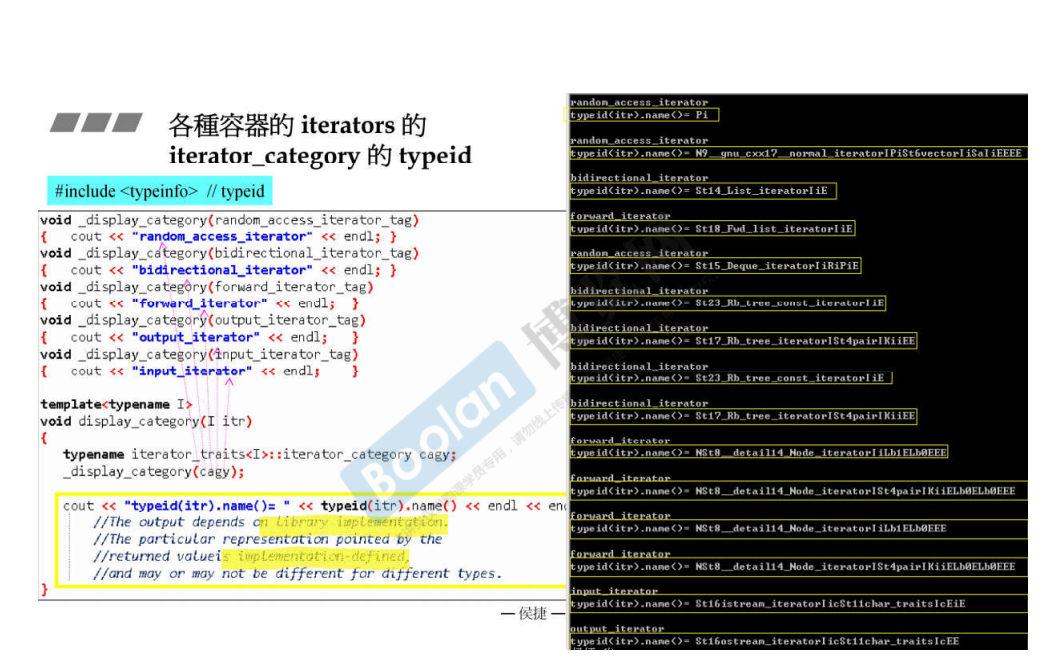 各種容器的 iterators 的
iterator_category 的 typeid
#include <typeinfo> // typeid
void _display_category(random_access_iterator_tag)
{ cout << "random_access_iterator" << endl; }
void _display_category(bidirectional_iterator_tag)
{ cout << "bidirectional_iterator" << endl; }
void _display_category(forward_iterator_tag)
{ cout << "forward_iterator" << endl; }
void _display_category(output_iterator_tag)
{ cout << "output_iterator" << endl; }
void _display_category(input_iterator_tag)
{ cout << "input_iterator" << endl; }
template<typename I>
void display_category(I itr)
{
typename iterator_traits<I>::iterator_category cagy;
_display_category(cagy);
cout << "typeid(itr).name()= " << typeid(itr).name() << endl << en
//The output depends on library implementation.
//The particular representation pointed by the
//returned valueis implementation-defined,
//and may or may not be different for different types.
}
— 侯捷 —
random_access_iterator
typeid(itr).name()= Pi
random_access_iterator
typeid(itr).name()= N9__gnu_cxx17__normal_iteratorIPiSt6vectorIiSaIiEEEE
bidirectional_iterator
typeid(itr).name()= St14_List_iteratorIiE
forward_iterator
typeid(itr).name()= St18_Fwd_list_iteratorIiE
random_access_iterator
typeid(itr).name()= St15_Deque_iteratorIiRiPiE
bidirectional_iterator
typeid(itr).name()= St23_Rb_tree_const_iteratorIiE
bidirectional_iterator
typeid(itr).name()= St17_Rb_tree_iteratorISt4pairIKiiEE
bidirectional_iterator
typeid(itr).name()= St23_Rb_tree_const_iteratorIiE
bidirectional_iterator
typeid(itr).name()= St17_Rb_tree_iteratorISt4pairIKiiEE
forward_iterator
typeid(itr).name()= NSt8__detail14_Node_iteratorIiLb1ELb0EEE
forward_iterator
typeid(itr).name()= NSt8__detail14_Node_iteratorISt4pairIKiiELb0ELb0EEE
forward_iterator
typeid(itr).name()= NSt8__detail14_Node_iteratorIiLb1ELb0EEE
forward_iterator
typeid(itr).name()= NSt8__detail14_Node_iteratorISt4pairIKiiELb0ELb0EEE
input_iterator
typeid(itr).name()= St16istream_iteratorIicSt11char_traitsIcEiE
output_iterator
typeid(itr).name()= St16ostream_iteratorIicSt11char_traitsIcEE
Boolan
博